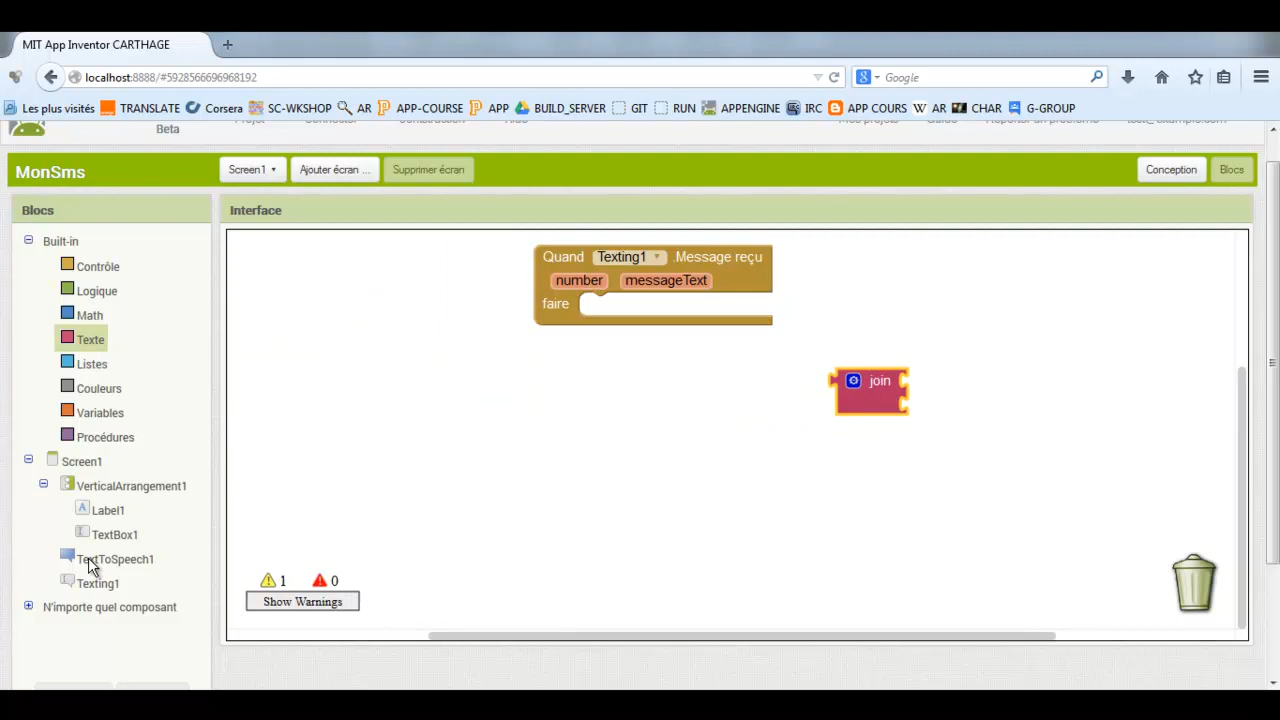 MIT App Inventor CARTHAGE
localhost:8888/#5928566696968192
Google
Les plus visités TRANSLATE Corsera SC-WKSHOP AR APP-COURSE APP BUILD_SERVER GIT RUN APPENGINE IRC APP COURS AR CHAR G-GROUP
Beta
MonSms
Screen1
Ajouter écran ...
Supprimer écran
Conception
Blocs
Blocs
Interface
Built-in
Contrôle
Logique
Math
Texte
Listes
Couleurs
Variables
Procédures
Screen1
VerticalArrangement1
Label1
TextBox1
TextToSpeech1
Texting1
N'importe quel composant
Quand Texting1 .Message reçu
number messageText
faire
join
1 0
Show Warnings